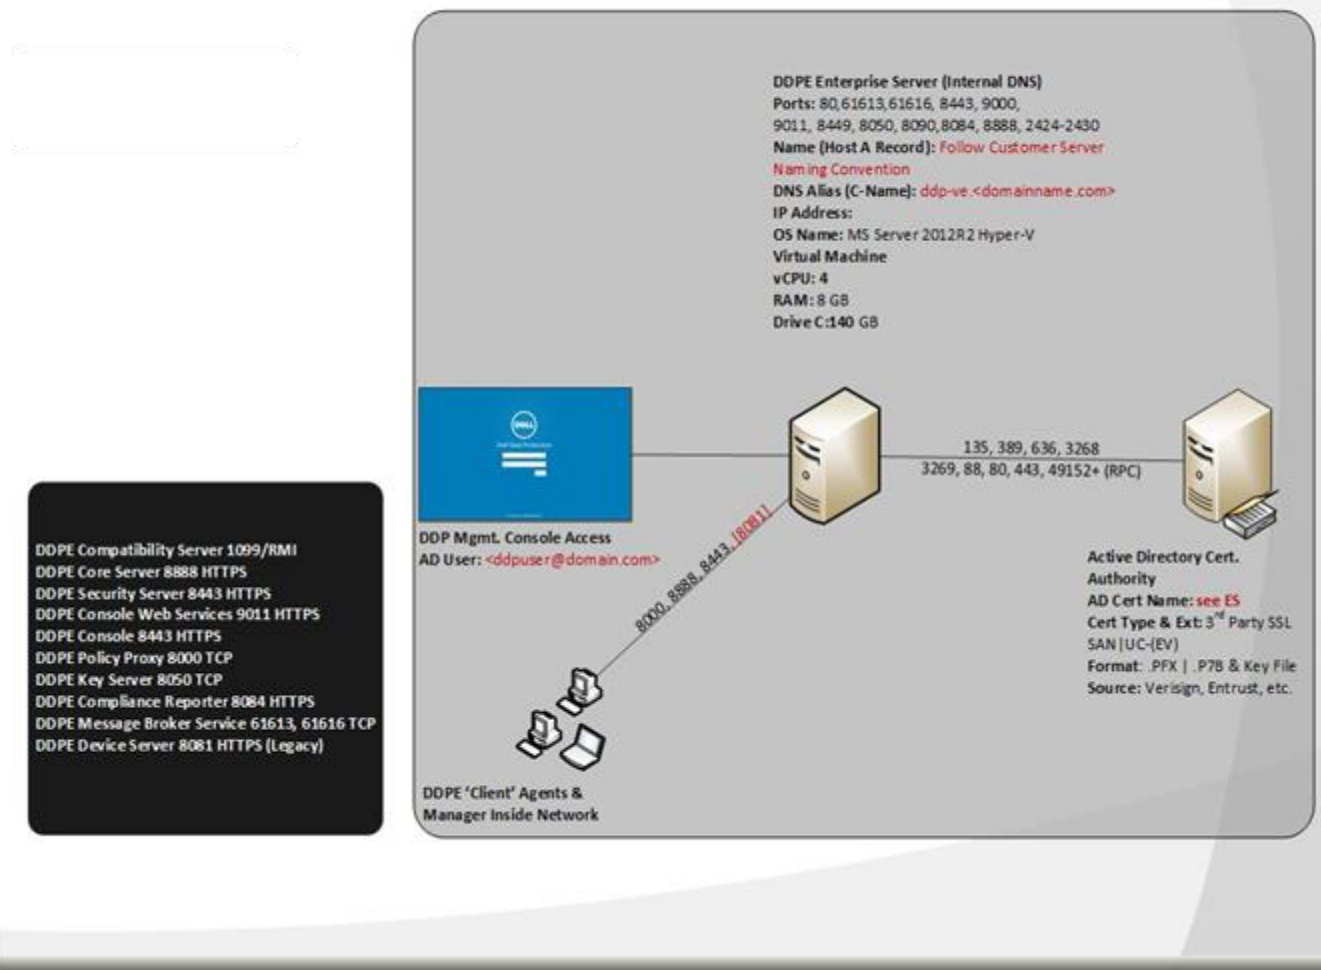 DDPE Enterprise Server (Internal DNS)
Ports: 80,61613,61616, 8443, 9000,
9011, 8449, 8050, 8090,8084, 8888, 2424-2430
Name (Host A Record): Follow Customer Server
Naming Convention
DNS Alias (C-Name): ddp-ve.<domainname.com>
IP Address:
OS Name: MS Server 2012R2 Hyper-V
Virtual Machine
vCPU: 4
RAM: 8 GB
Drive C:140 GB
DELL
135, 389, 636, 3268
3269, 88, 80, 443, 49152+ (RPC)
DDP Mgmt. Console Access
AD User: <ddpuser@domain.com>
8000, 8888, 8443, [8081]
Active Directory Cert.
Authority
AD Cert Name: see ES
Cert Type & Ext: 3rd Party SSL
SAN|UC-(EV)
Format: .PFX | .P7B & Key File
Source: Verisign, Entrust, etc.
DDPE 'Client' Agents &
Manager Inside Network
DDPE Compatibility Server 1099/RMI
DDPE Core Server 8888 HTTPS
DDPE Security Server 8443 HTTPS
DDPE Console Web Services 9011 HTTPS
DDPE Console 8443 HTTPS
DDPE Policy Proxy 8000 TCP
DDPE Key Server 8050 TCP
DDPE Compliance Reporter 8084 HTTPS
DDPE Message Broker Service 61613, 61616 TCP
DDPE Device Server 8081 HTTPS (Legacy)